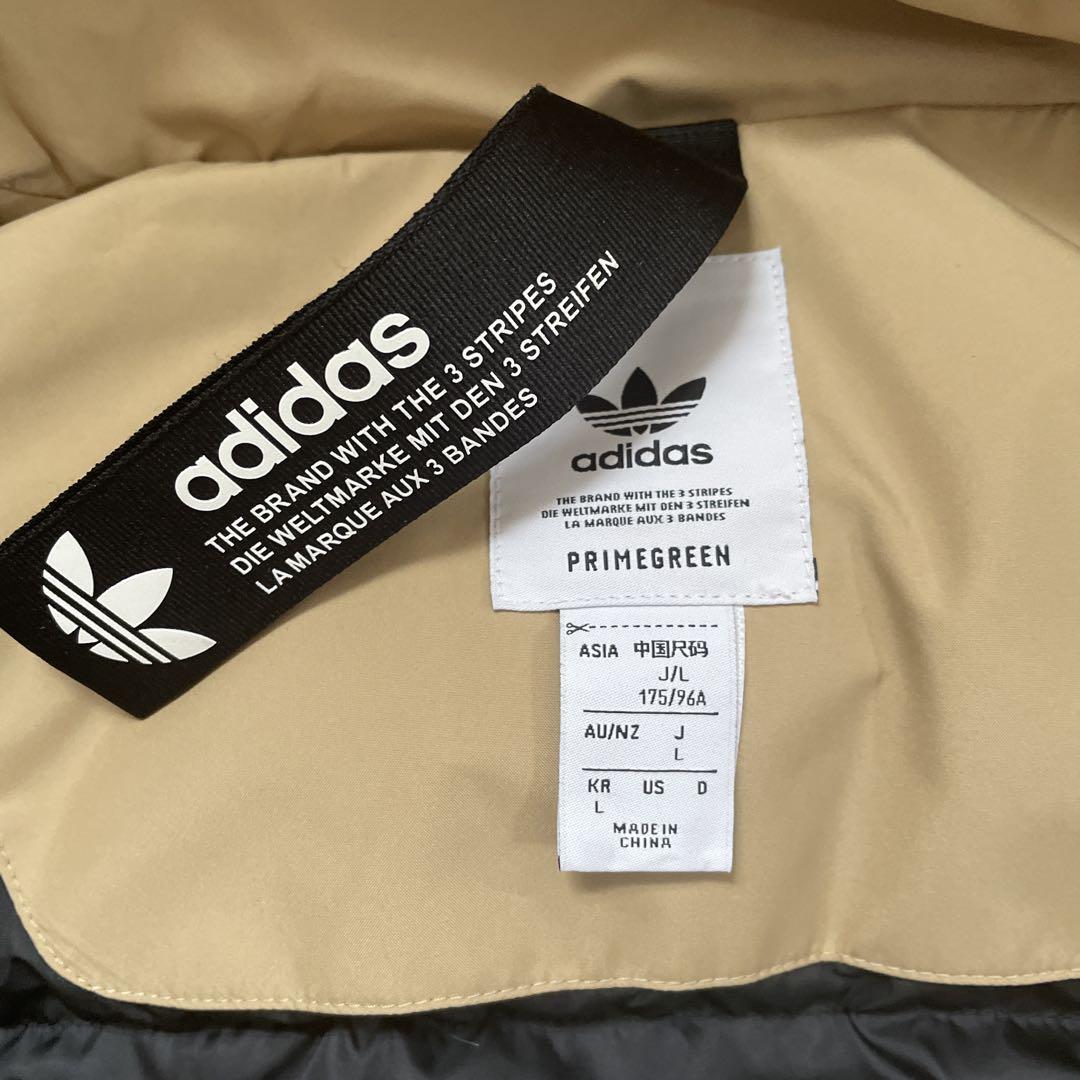 adidas
THE BRAND WITH THE 3 STRIPES
DIE WELTMARKE MIT DEN 3 STREIFEN
LA MARQUE AUX 3 BANDES
adidas
THE BRAND WITH THE 3 STRIPES
DIE WELTMARKE MIT DEN 3 STREIFEN
LA MARQUE AUX 3 BANDES
PRIMEGREEN
ASIA 中国尺码
J/L
175/96A
AU/NZ J
L
KR US D
L
MADE IN
CHINA